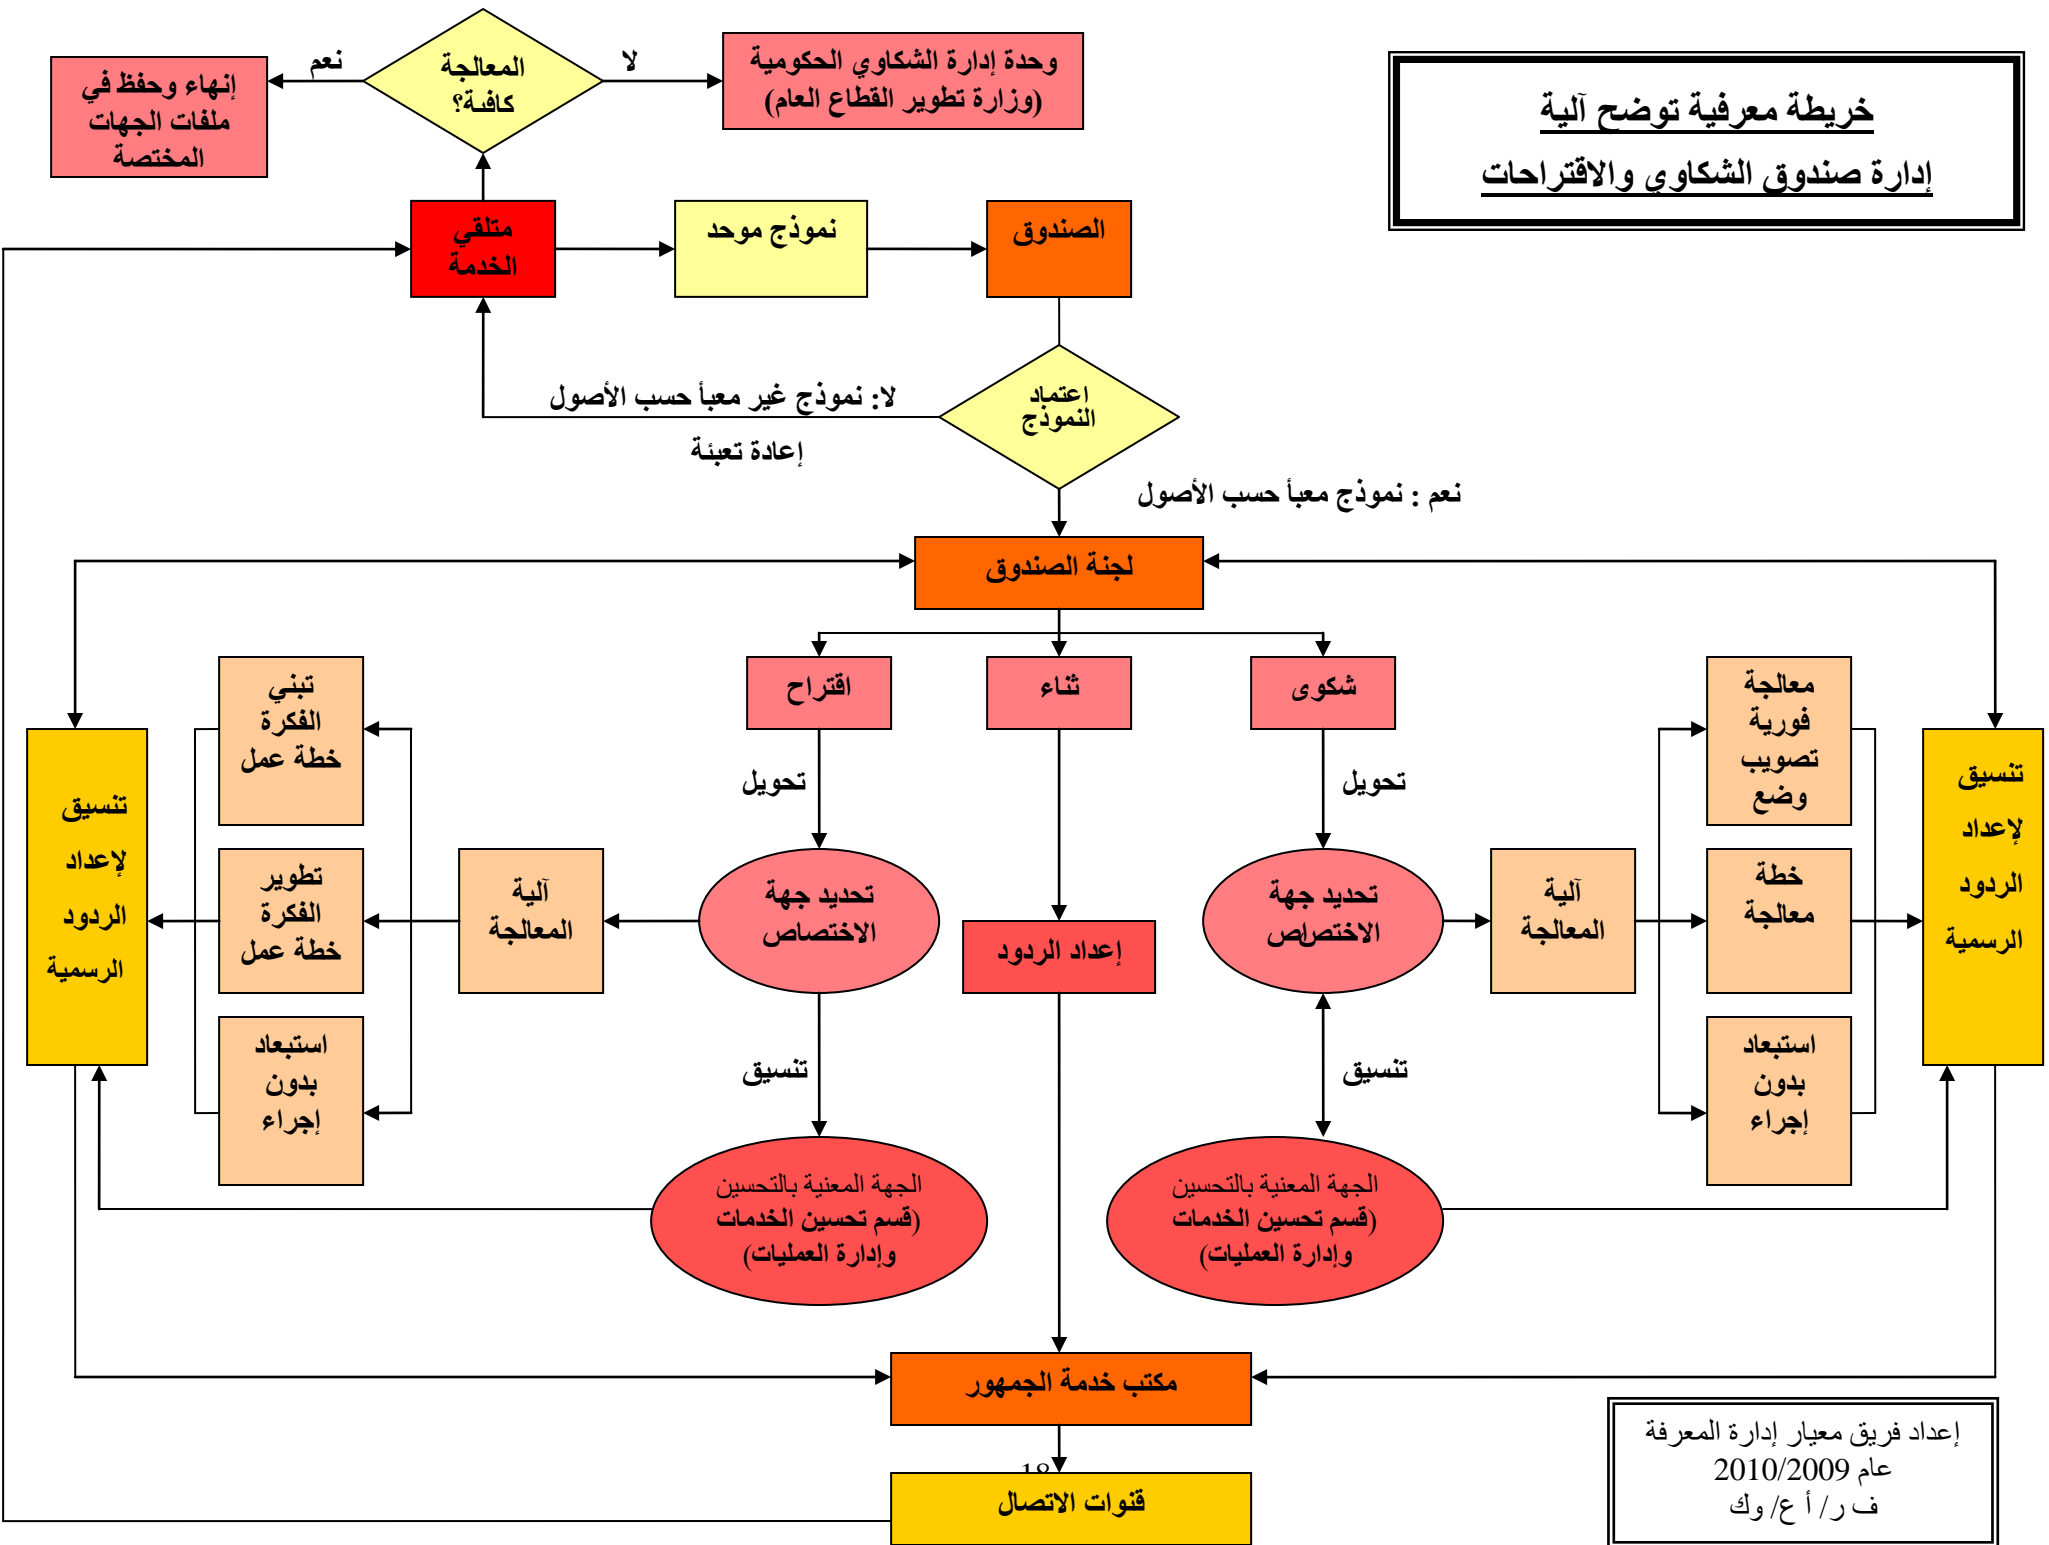 خريطة معرفية توضح آلية
إدارة صندوق الشكاوي والاقتراحات
وحدة إدارة الشكاوي الحكومية
(وزارة تطوير القطاع العام)
لا
المعالجة
كافية؟
نعم
إنهاء وحفظ في
ملفات الجهات
المختصة
متلقي
الخدمة
نموذج موحد
الصندوق
اعتماد
النموذج
لا: نموذج غير معبأ حسب الأصول
إعادة تعبئة
نعم : نموذج معبأ حسب الأصول
لجنة الصندوق
شكوى
ثناء
اقتراح
تحويل
تحويل
تحديد جهة
الاختصاص
آلية
المعالجة
معالجة
فورية
تصويب
وضع
خطة
معالجة
استبعاد
بدون
إجراء
تنسيق
لإعداد
الردود
الرسمية
إعداد الردود
تحديد جهة
الاختصاص
آلية
المعالجة
تبني
الفكرة
خطة عمل
تطوير
الفكرة
خطة عمل
استبعاد
بدون
إجراء
تنسيق
لإعداد
الردود
الرسمية
تنسيق
تنسيق
الجهة المعنية بالتحسين
(قسم تحسين الخدمات
وإدارة العمليات)
الجهة المعنية بالتحسين
(قسم تحسين الخدمات
وإدارة العمليات)
مكتب خدمة الجمهور
18
قنوات الاتصال
إعداد فريق معيار إدارة المعرفة
عام 2010/2009
ف ر/ أ ع/ وك